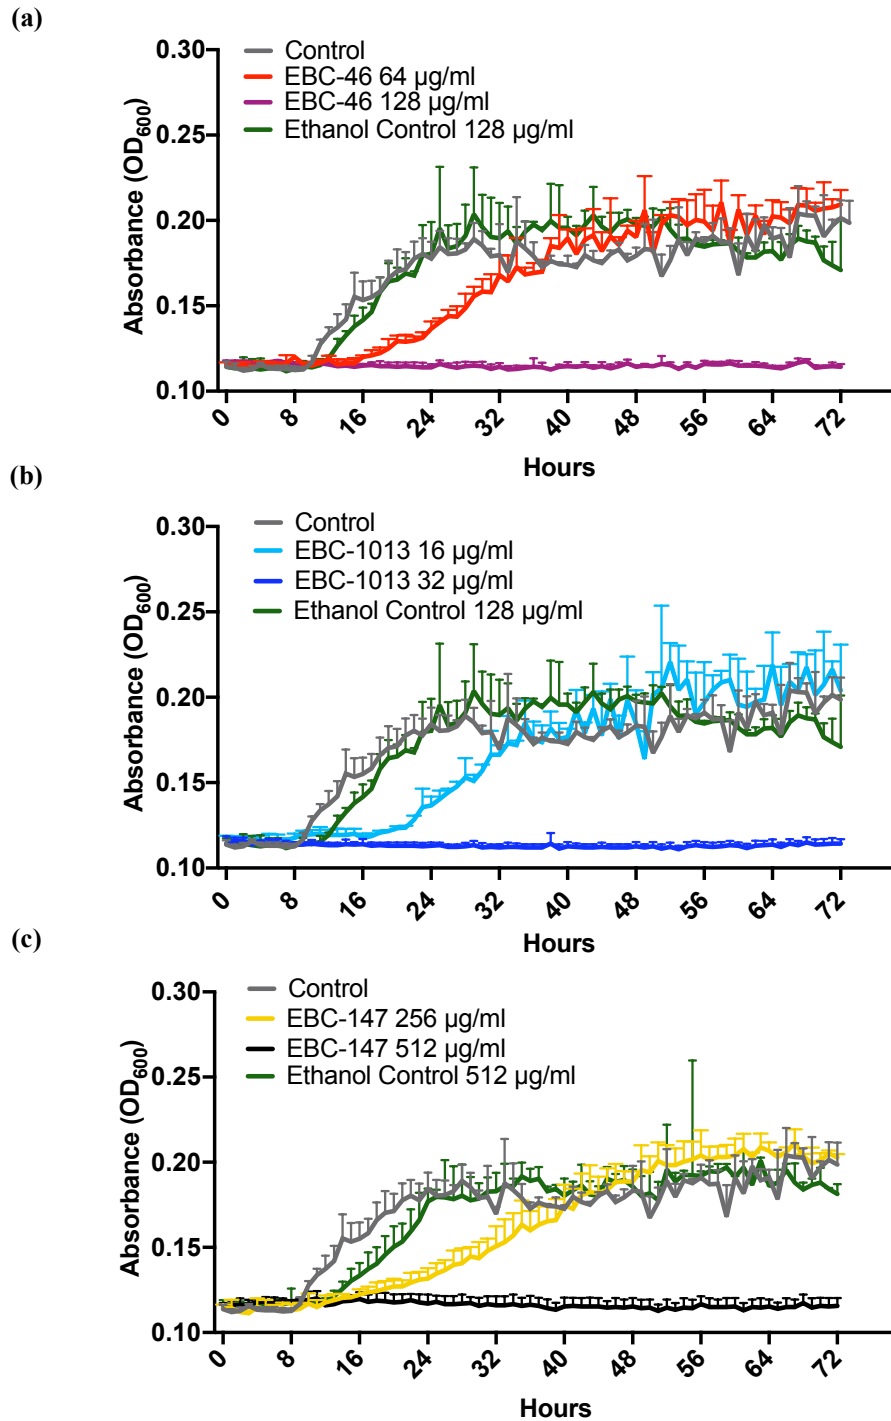 (a)
0.30
Control
EBC-46 64 µg/ml
EBC-46 128 µg/ml
Ethanol Control 128 µg/ml
0.25
0.20
0.15
0.10
Absorbance (OD600)
0 8 16 24 32 40 48 56 64 72
Hours
(b)
0.30
Control
EBC-1013 16 µg/ml
EBC-1013 32 µg/ml
Ethanol Control 128 µg/ml
0.25
0.20
0.15
0.10
Absorbance (OD600)
0 8 16 24 32 40 48 56 64 72
Hours
(c)
0.30
Control
EBC-147 256 µg/ml
EBC-147 512 µg/ml
Ethanol Control 512 µg/ml
0.25
0.20
0.15
0.10
Absorbance (OD600)
0 8 16 24 32 40 48 56 64 72
Hours